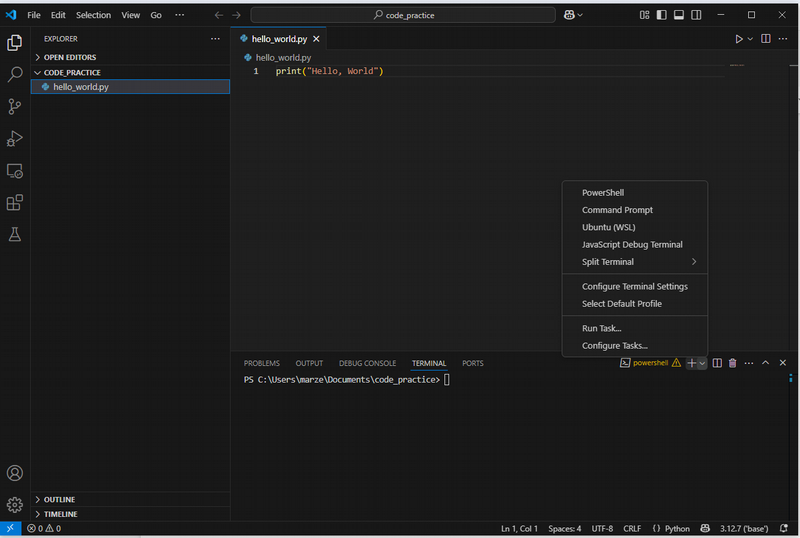 File Edit Selection View Go ··· code_practice
EXPLORER ···
OPEN EDITORS
CODE_PRACTICE
hello_world.py
hello_world.py
hello_world.py
1 print("Hello, World")
PowerShell
Command Prompt
Ubuntu (WSL)
JavaScript Debug Terminal
Split Terminal
Configure Terminal Settings
Select Default Profile
Run Task...
Configure Tasks...
PROBLEMS OUTPUT DEBUG CONSOLE TERMINAL PORTS powershell
PS C:\Users\marze\Documents\code_practice>
OUTLINE
TIMELINE
0 0 Ln 1, Col 1 Spaces: 4 UTF-8 CRLF {} Python 3.12.7 ('base')